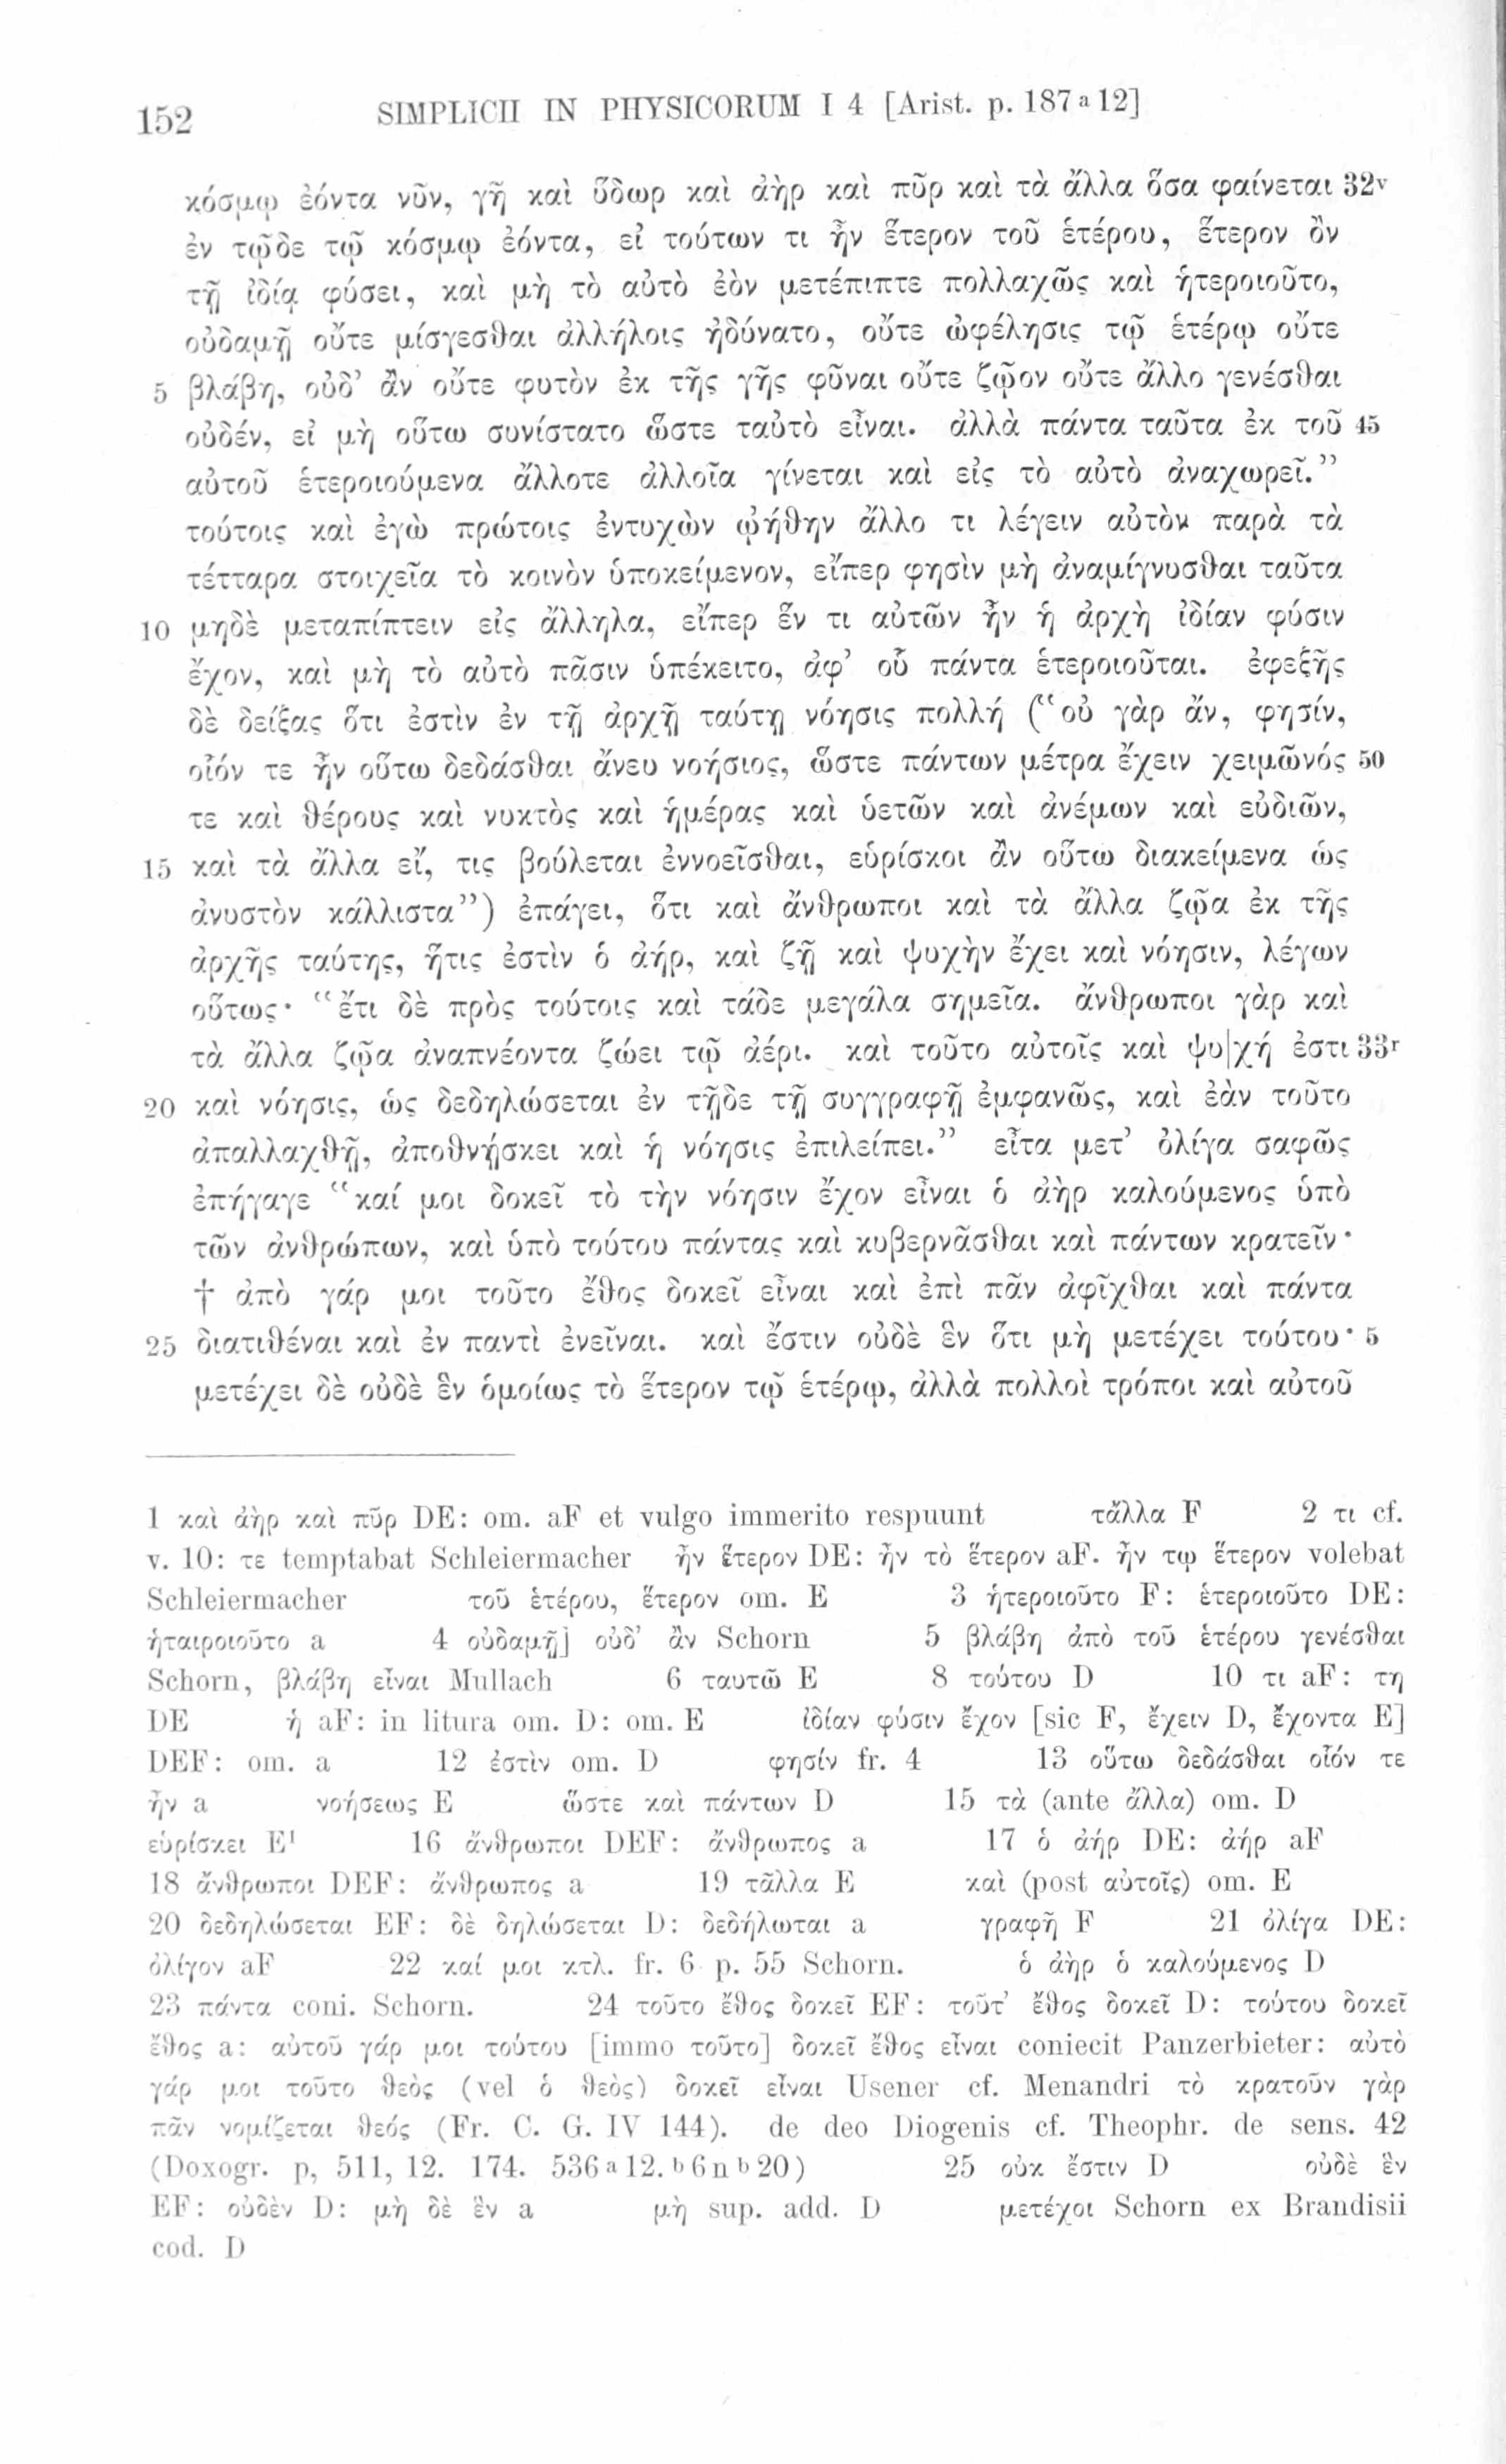 152 SIMPLICII IN PHYSICORUM I 4 [Arist. p. 187ᵃ12]
κόσμῳ ἐόντα νῦν, γῆ καὶ ὕδωρ καὶ ἀὴρ καὶ πῦρ καὶ τὰ ἄλλα ὅσα φαίνεται 32ᵛ
ἐν τῷδε τῷ κόσμῳ ἐόντα, εἰ τούτων τι ἦν ἕτερον τοῦ ἑτέρου, ἕτερον ὂν
τῇ ἰδίᾳ φύσει, καὶ μὴ τὸ αὐτὸ ἐὸν μετέπιπτε πολλαχῶς καὶ ἡτεροιοῦτο,
οὐδαμῇ οὔτε μίσγεσθαι ἀλλήλοις ἠδύνατο, οὔτε ὠφέλησις τῷ ἑτέρῳ οὔτε
5 βλάβη, οὐδ’ ἂν οὔτε φυτὸν ἐκ τῆς γῆς φῦναι οὔτε ζῷον οὔτε ἄλλο γενέσθαι
οὐδέν, εἰ μὴ οὕτω συνίστατο ὥστε ταὐτὸ εἶναι. ἀλλὰ πάντα ταῦτα ἐκ τοῦ 45
αὐτοῦ ἑτεροιούμενα ἄλλοτε ἀλλοῖα γίνεται καὶ εἰς τὸ αὐτὸ ἀναχωρεῖ.”
τούτοις καὶ ἐγὼ πρώτοις ἐντυχὼν ᾠήθην ἄλλο τι λέγειν αὐτὸν παρὰ τὰ
τέτταρα στοιχεῖα τὸ κοινὸν ὑποκείμενον, εἴπερ φησὶν μὴ ἀναμίγνυσθαι ταῦτα
10 μηδὲ μεταπίπτειν εἰς ἄλληλα, εἴπερ ἕν τι αὐτῶν ἦν ἡ ἀρχὴ ἰδίαν φύσιν
ἔχον, καὶ μὴ τὸ αὐτὸ πᾶσιν ὑπέκειτο, ἀφ’ οὗ πάντα ἑτεροιοῦται. ἐφεξῆς
δὲ δείξας ὅτι ἐστὶν ἐν τῇ ἀρχῇ ταύτῃ νόησις πολλή (“οὐ γὰρ ἄν, φησίν,
οἷόν τε ἦν οὕτω δεδάσθαι ἄνευ νοήσιος, ὥστε πάντων μέτρα ἔχειν χειμῶνός 50
τε καὶ θέρους καὶ νυκτὸς καὶ ἡμέρας καὶ ὑετῶν καὶ ἀνέμων καὶ εὐδιῶν,
15 καὶ τὰ ἄλλα εἴ, τις βούλεται ἐννοεῖσθαι, εὑρίσκοι ἂν οὕτω διακείμενα ὡς
ἀνυστὸν κάλλιστα”) ἐπάγει, ὅτι καὶ ἄνθρωποι καὶ τὰ ἄλλα ζῷα ἐκ τῆς
ἀρχῆς ταύτης, ἥτις ἐστὶν ὁ ἀήρ, καὶ ζῇ καὶ ψυχὴν ἔχει καὶ νόησιν, λέγων
οὕτως· “ἔτι δὲ πρὸς τούτοις καὶ τάδε μεγάλα σημεῖα. ἄνθρωποι γὰρ καὶ
τὰ ἄλλα ζῷα ἀναπνέοντα ζώει τῷ ἀέρι. καὶ τοῦτο αὐτοῖς καὶ ψυ|χή ἐστι 33ʳ
20 καὶ νόησις, ὡς δεδηλώσεται ἐν τῇδε τῇ συγγραφῇ ἐμφανῶς, καὶ ἐὰν τοῦτο
ἀπαλλαχθῇ, ἀποθνῄσκει καὶ ἡ νόησις ἐπιλείπει.” εἶτα μετ’ ὀλίγα σαφῶς
ἐπήγαγε “καί μοι δοκεῖ τὸ τὴν νόησιν ἔχον εἶναι ὁ ἀὴρ καλούμενος ὑπὸ
τῶν ἀνθρώπων, καὶ ὑπὸ τούτου πάντας καὶ κυβερνᾶσθαι καὶ πάντων κρατεῖν·
† ἀπὸ γάρ μοι τοῦτο ἔθος δοκεῖ εἶναι καὶ ἐπὶ πᾶν ἀφῖχθαι καὶ πάντα
25 διατιθέναι καὶ ἐν παντὶ ἐνεῖναι. καὶ ἔστιν οὐδὲ ἓν ὅτι μὴ μετέχει τούτου· 5
μετέχει δὲ οὐδὲ ἓν ὁμοίως τὸ ἕτερον τῷ ἑτέρῳ, ἀλλὰ πολλοὶ τρόποι καὶ αὐτοῦ
1 καὶ ἀὴρ καὶ πῦρ DE: om. aF et vulgo immerito respuunt τἄλλα F 2 τι cf.
v. 10: τε temptabat Schleiermacher ἦν ἕτερον DE: ἦν τὸ ἕτερον aF. ἦν τῳ ἕτερον volebat
Schleiermacher τοῦ ἑτέρου, ἕτερον om. E 3 ἡτεροιοῦτο F: ἑτεροιοῦτο DE:
ἡταιροιοῦτο a 4 οὐδαμῇ] οὐδ’ ἂν Schorn 5 βλάβη ἀπὸ τοῦ ἑτέρου γενέσθαι
Schorn, βλάβη εἶναι Mullach 6 ταυτῶ E 8 τούτου D 10 τι aF: τη
DE ἡ aF: in litura om. D: om. E ἰδίαν φύσιν ἔχον [sic F, ἔχειν D, ἔχοντα E]
DEF: om. a 12 ἐστὶν om. D φησίν fr. 4 13 οὕτω δεδάσθαι οἷόν τε
ἦν a νοήσεως E ὥστε καὶ πάντων D 15 τὰ (ante ἄλλα) om. D
εὑρίσκει E¹ 16 ἄνθρωποι DEF: ἄνθρωπος a 17 ὁ ἀήρ DE: ἀήρ aF
18 ἄνθρωποι DEF: ἄνθρωπος a 19 τἆλλα E καὶ (post αὐτοῖς) om. E
20 δεδηλώσεται EF: δὲ δηλώσεται D: δεδήλωται a γραφῇ F 21 ὀλίγα DE:
ὀλίγον aF 22 καί μοι κτλ. fr. 6 p. 55 Schorn. ὁ ἀὴρ ὁ καλούμενος D
23 πάντα coni. Schorn. 24 τοῦτο ἔθος δοκεῖ EF: τοῦτ’ ἔθος δοκεῖ D: τούτου δοκεῖ
ἔθος a: αὐτοῦ γάρ μοι τούτου [immo τοῦτο] δοκεῖ ἔθος εἶναι coniecit Panzerbieter: αὐτὸ
γάρ μοι τοῦτο θεὸς (vel ὁ θεὸς) δοκεῖ εἶναι Usener cf. Menandri τὸ κρατοῦν γὰρ
πᾶν νομίζεται θεός (Fr. C. G. IV 144). de deo Diogenis cf. Theophr. de sens. 42
(Doxogr. p, 511, 12. 174. 536ᵃ12. ᵇ6 n ᵇ20) 25 οὐκ ἔστιν D οὐδὲ ἓν
EF: οὐδὲν D: μὴ δὲ ἓν a μὴ sup. add. D μετέχοι Schorn ex Brandisii
cod. D